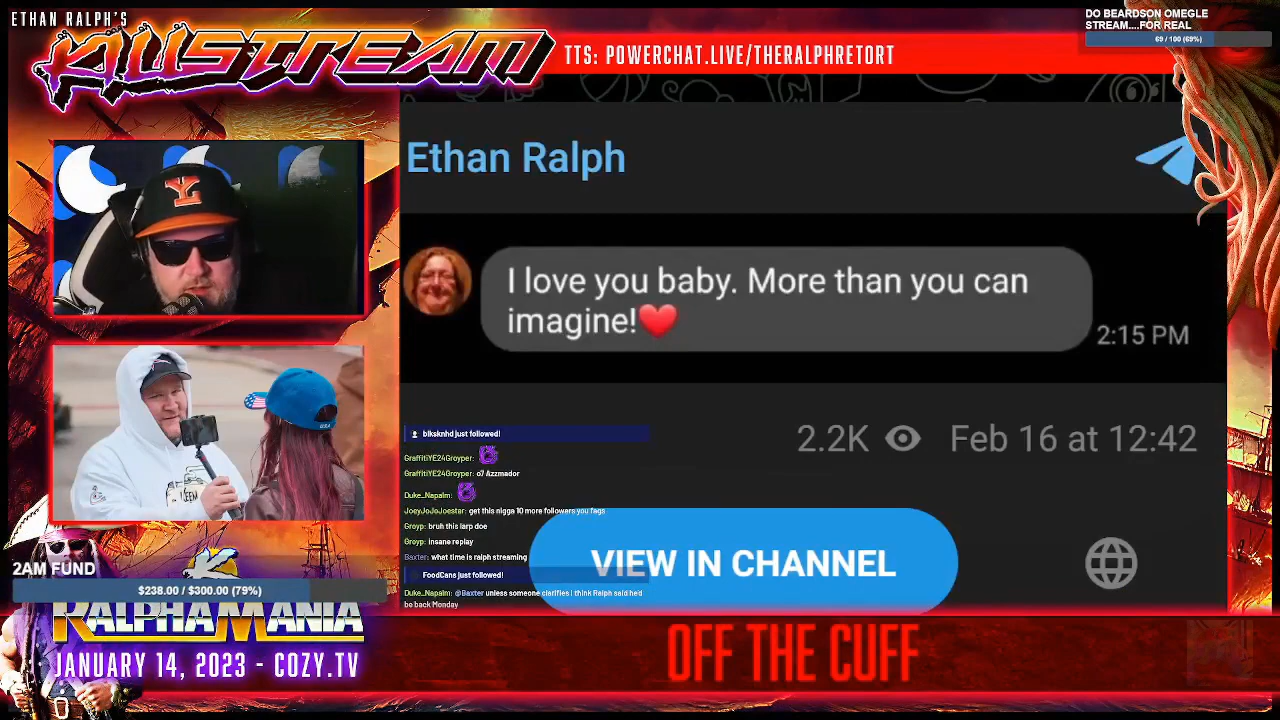 ETHAN RALPH'S
KILLSTREAM
TTS: POWERCHAT.LIVE/THERALPHRETORT
DO BEARDSON OMEGLE
STREAM....FOR REAL
69 / 100 (69%)
Ethan Ralph
I love you baby. More than you can
imagine!❤️
2:15 PM
2.2K Feb 16 at 12:42
VIEW IN CHANNEL
blksknhd just followed!
GraffitiYE24Groyper:
GraffitiYE24Groyper: o7 Azzmador
Duke_Napalm:
JoeyJoJoJoester: get this nigga 10 more followers you fags
Groyp: bruh this larp doe
Groyp: insane replay
Baxter: what time is ralph streaming
FoodCans just followed!
Duke_Napalm: @Baxter unless someone clarifies I think Ralph said he'd
be back Monday
2AM FUND
$238.00 / $300.00 (79%)
RALPHAMANIA
JANUARY 14, 2023 - COZY.TV
OFF THE CUFF